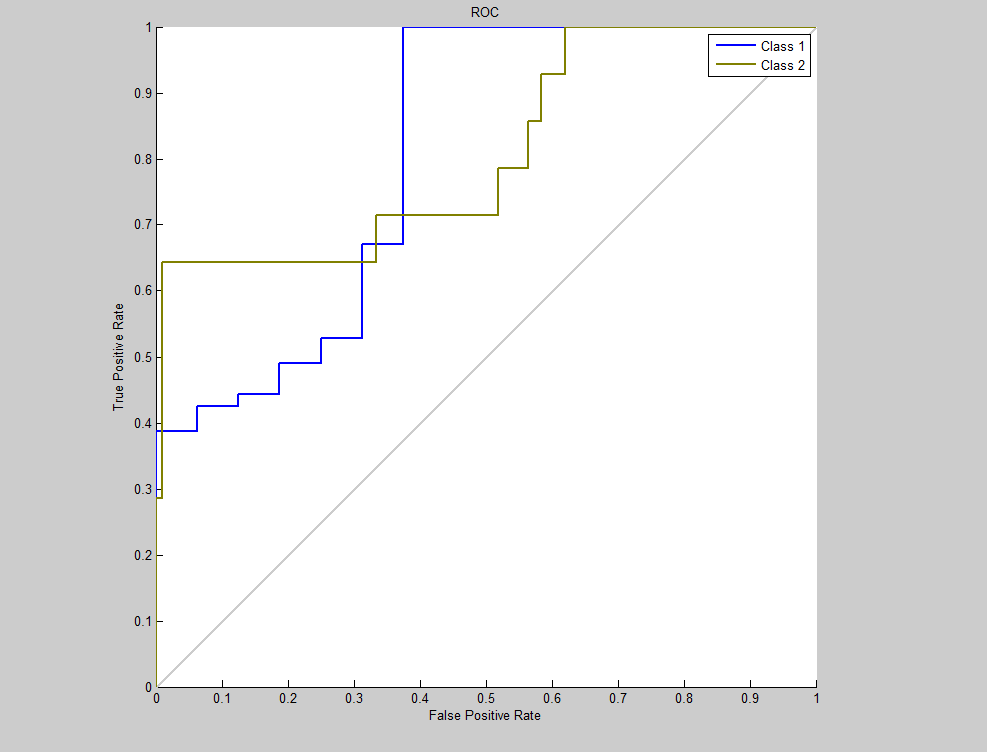 ROC
Class 1
Class 2
1
0.9
0.8
0.7
0.6
0.5
0.4
0.3
0.2
0.1
0
True Positive Rate
0 0.1 0.2 0.3 0.4 0.5 0.6 0.7 0.8 0.9 1
False Positive Rate